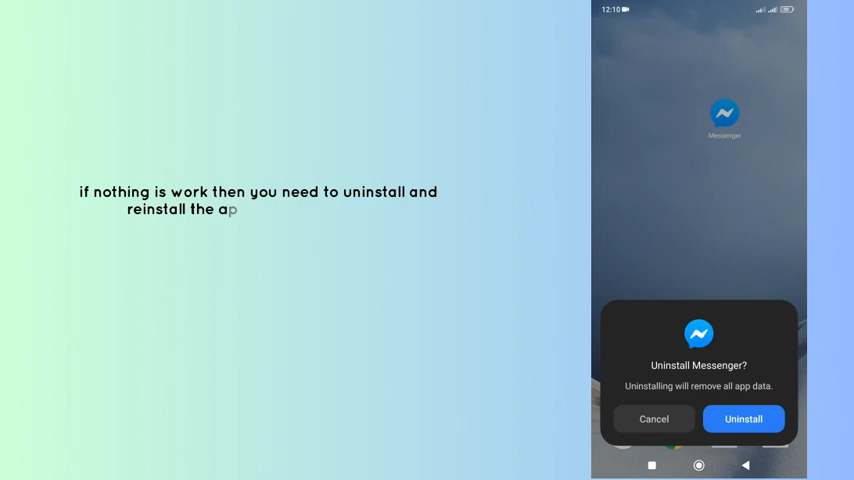 if nothing is work then you need to uninstall and
reinstall the ap
12:10
Messenger
Uninstall Messenger?
Uninstalling will remove all app data.
Cancel
Uninstall